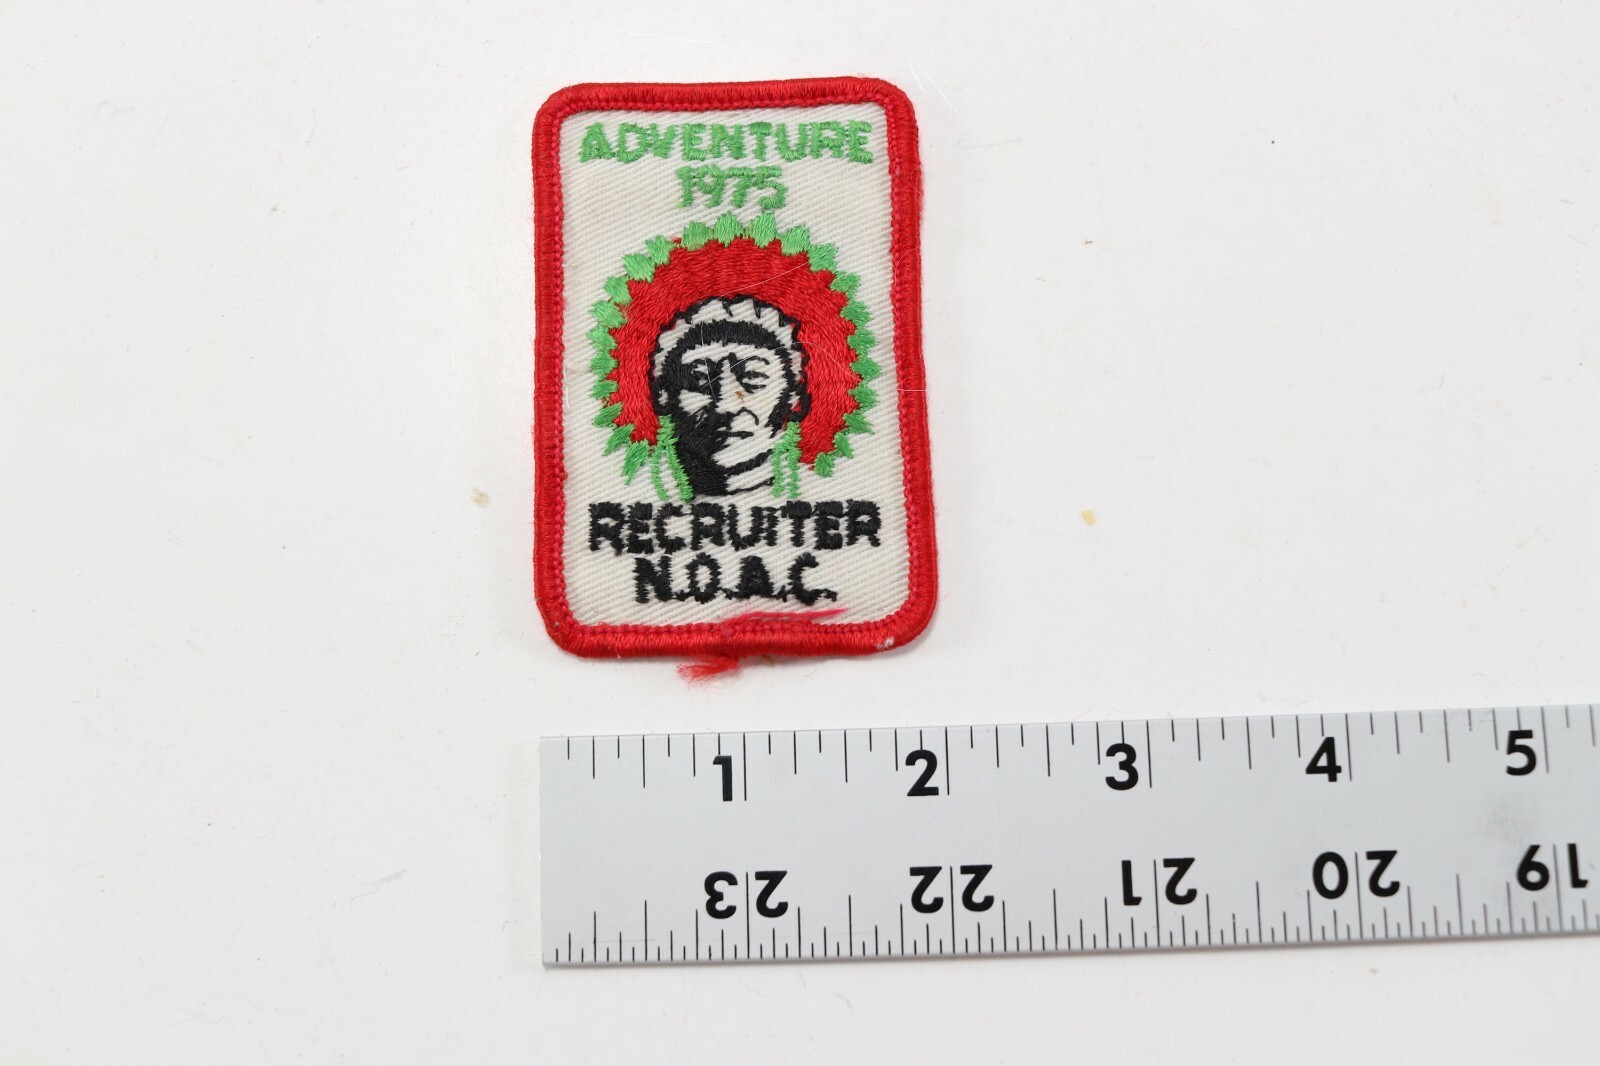 ADVENTURE
1975
RECRUITER
N.O.A.C.
1 2 3 4 5
23 22 21 20 19